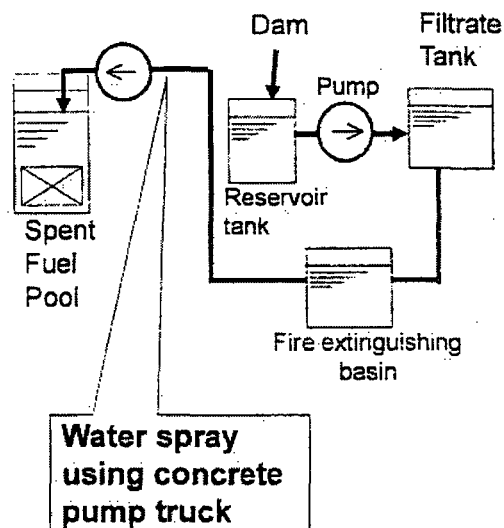 Dam
Filtrate
Tank
Pump
Reservoir
tank
Spent
Fuel
Pool
Fire extinguishing
basin
Water spray
using concrete
pump truck